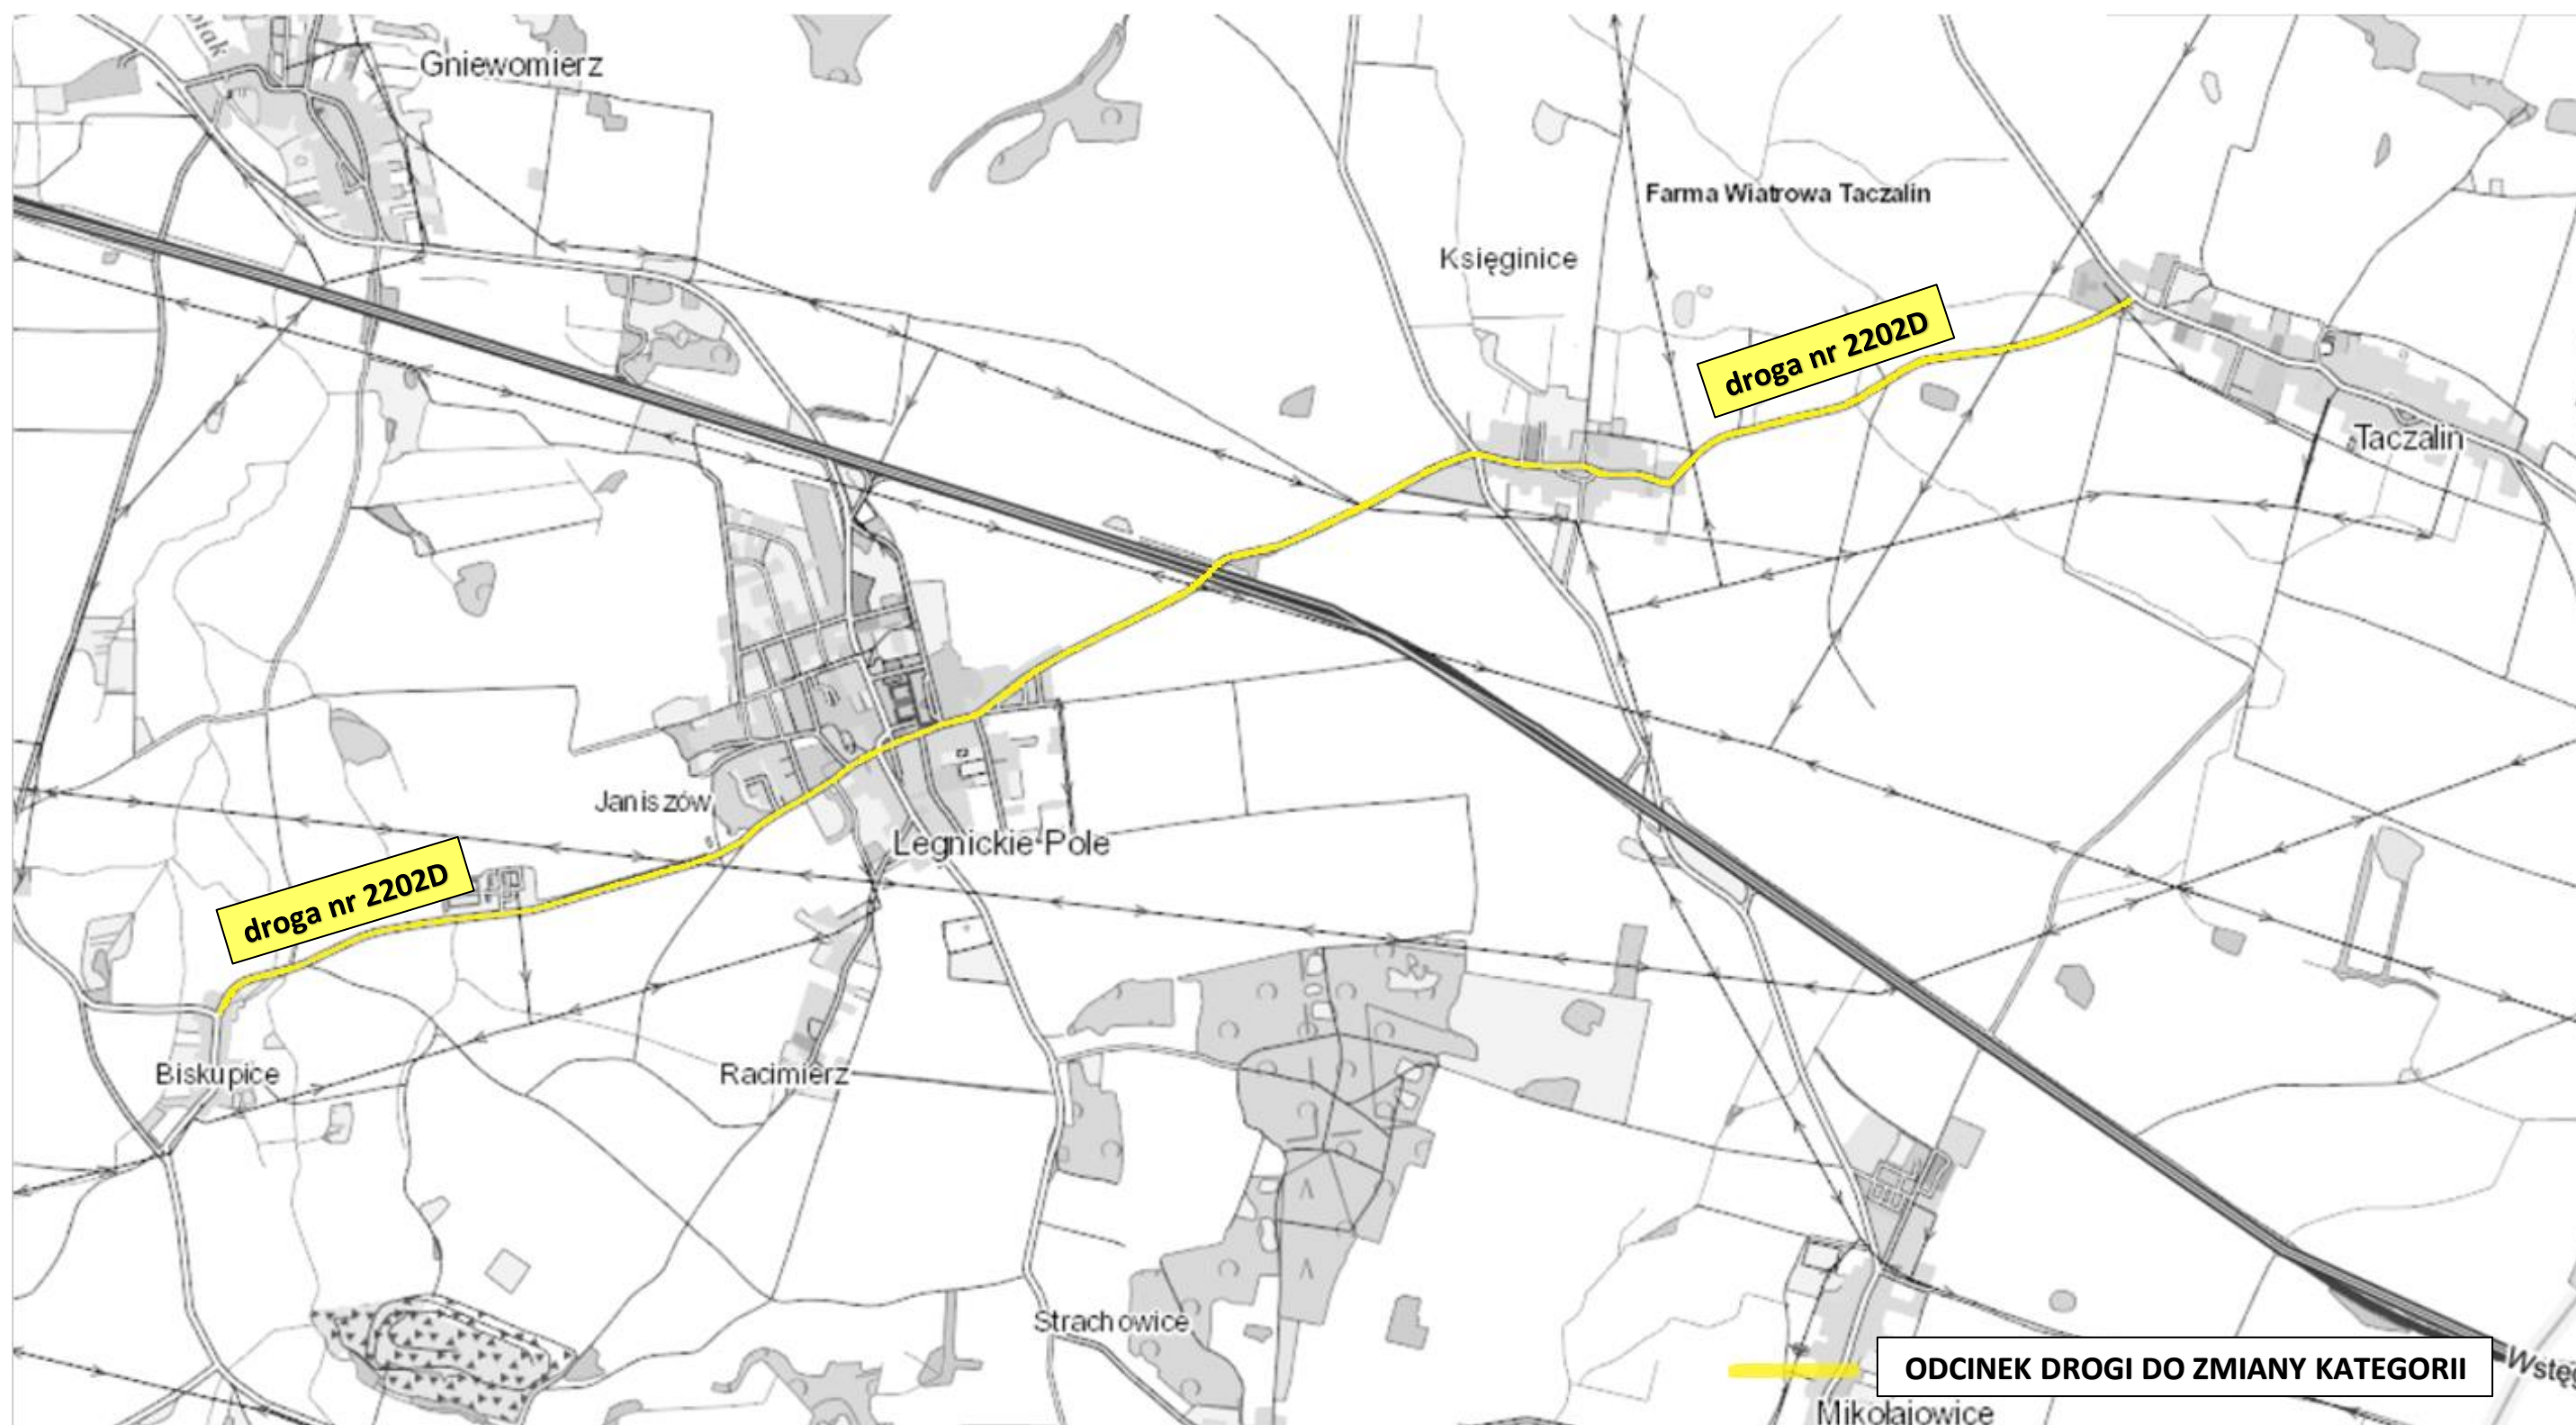 Gniewomierz
Farma Wiatrowa Taczalin
Księginice
droga nr 2202D
Taczalin
Janiszów
Legnickie Pole
droga nr 2202D
Biskupice
Racimierz
Strachowice
ODCINEK DROGI DO ZMIANY KATEGORII
Mikołajowice